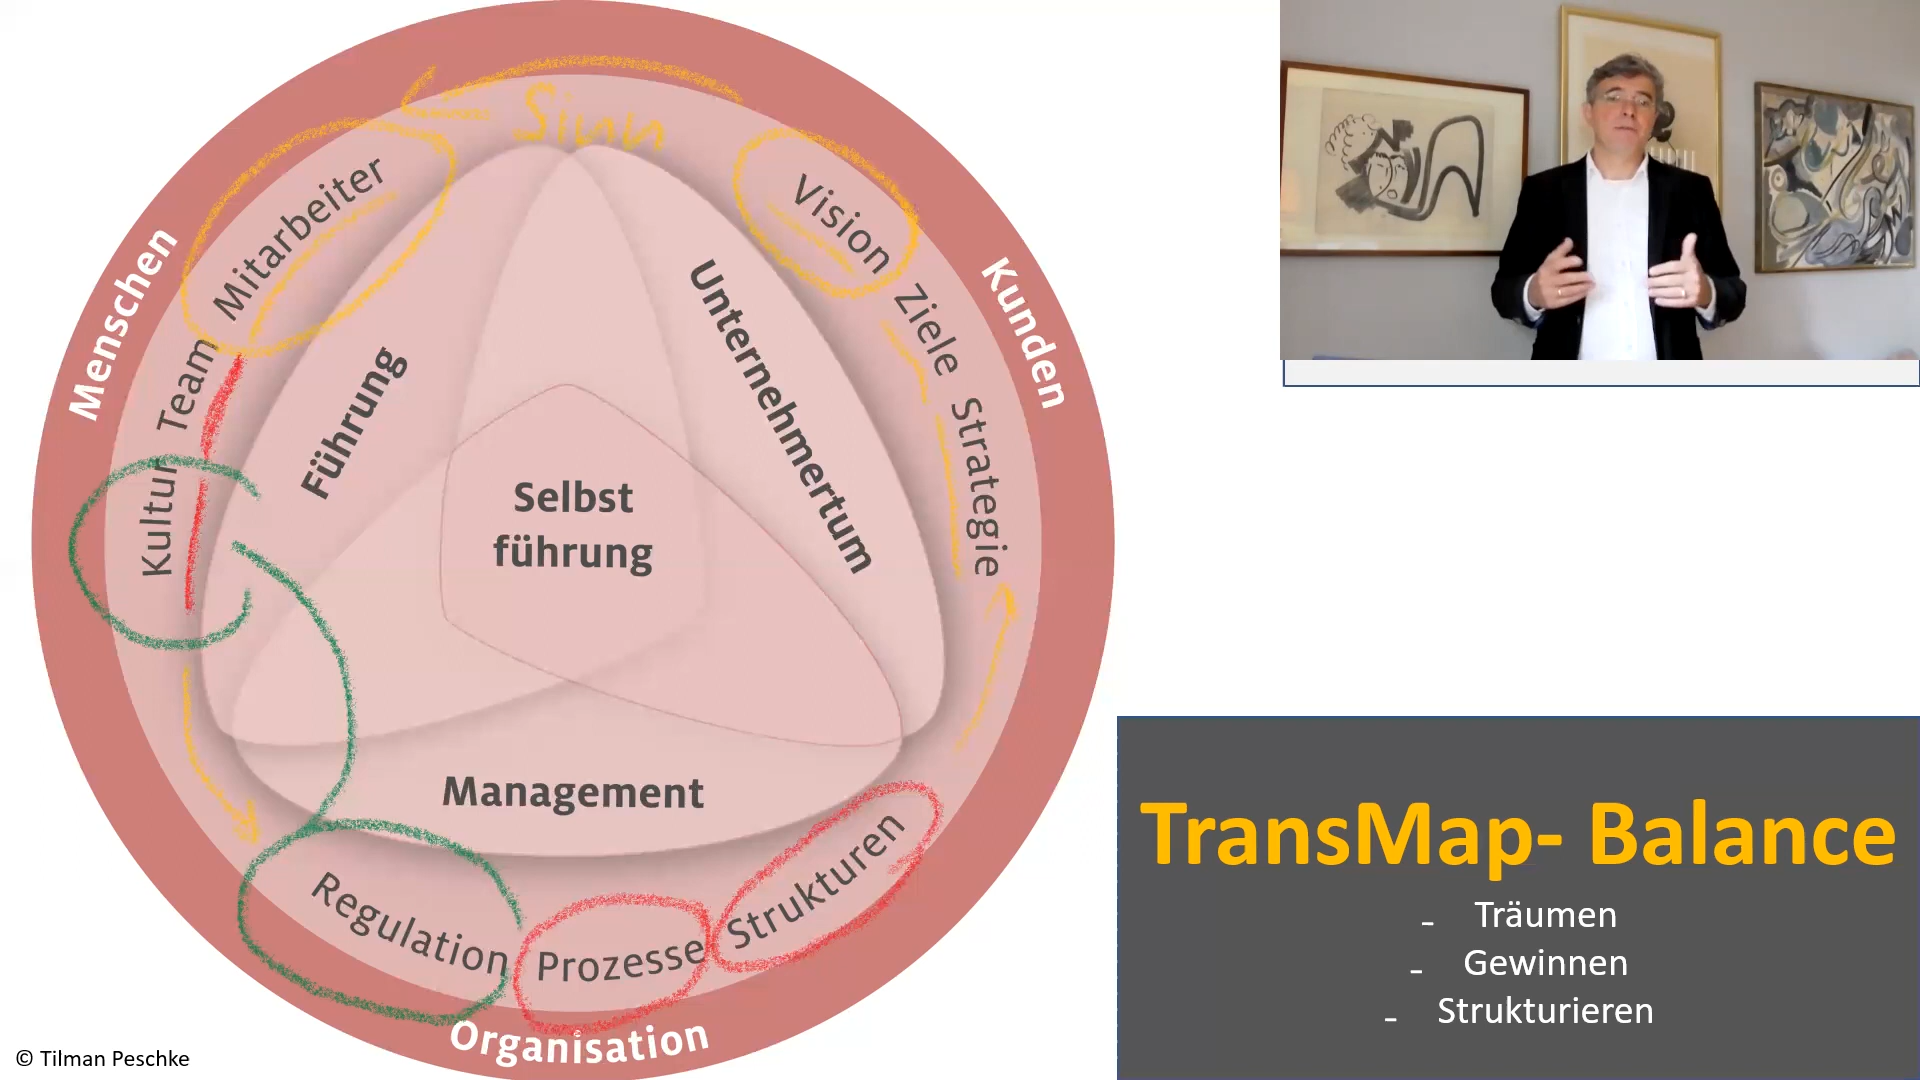 Sinn
Menschen
Mitarbeiter
Team
Kultur
Führung
Vision
Ziele
Strategie
Kunden
Unternehmertum
Selbst
führung
Management
Regulation
Prozesse
Strukturen
Organisation
© Tilman Peschke
TransMap- Balance
- Träumen
- Gewinnen
- Strukturieren